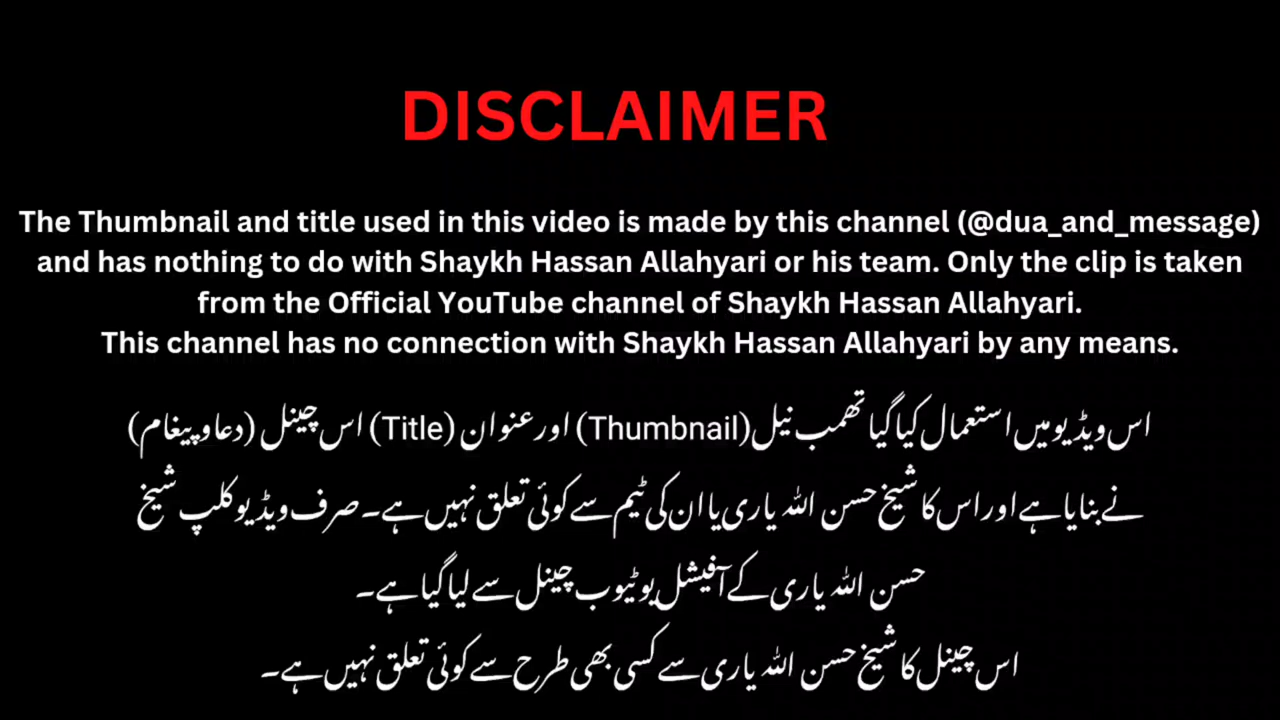 DISCLAIMER
The Thumbnail and title used in this video is made by this channel (@dua_and_message)
and has nothing to do with Shaykh Hassan Allahyari or his team. Only the clip is taken
from the Official YouTube channel of Shaykh Hassan Allahyari.
This channel has no connection with Shaykh Hassan Allahyari by any means.
اس ویڈیو میں استعمال کیا گیا تھمب نیل(Thumbnail) اور عنوان (Title) اس چینل (دعا و پیغام)
نے بنایا ہے اور اس کا شیخ حسن اللہ یاری یا ان کی ٹیم سے کوئی تعلق نہیں ہے۔ صرف ویڈیو کلپ شیخ
حسن اللہ یاری کے آفیشل یوٹیوب چینل سے لیا گیا ہے۔
اس چینل کا شیخ حسن اللہ یاری سے کسی بھی طرح سے کوئی تعلق نہیں ہے۔